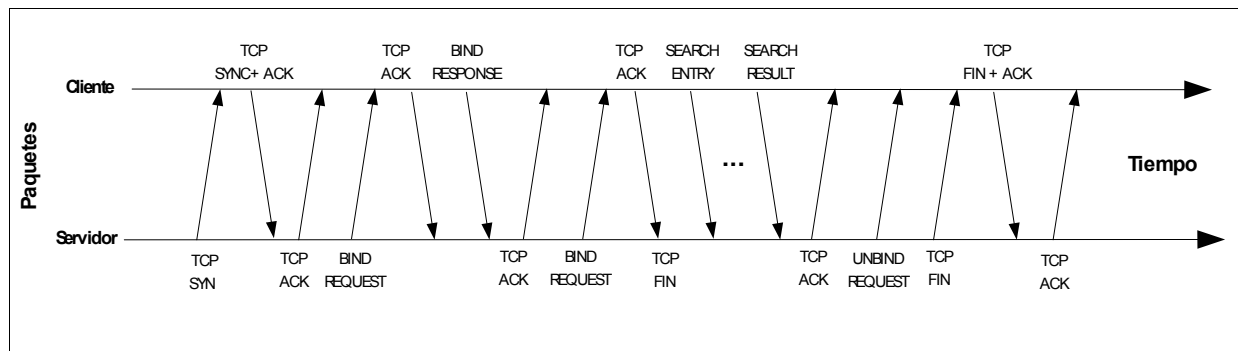 TCP
SYNC+ ACK
TCP
ACK
BIND
RESPONSE
TCP
ACK
SEARCH
ENTRY
SEARCH
RESULT
TCP
FIN + ACK
Cliente
Paquetes
...
Tiempo
Servidor
TCP
SYN
TCP
ACK
BIND
REQUEST
TCP
ACK
BIND
REQUEST
TCP
FIN
TCP
ACK
UNBIND
REQUEST
TCP
FIN
TCP
ACK